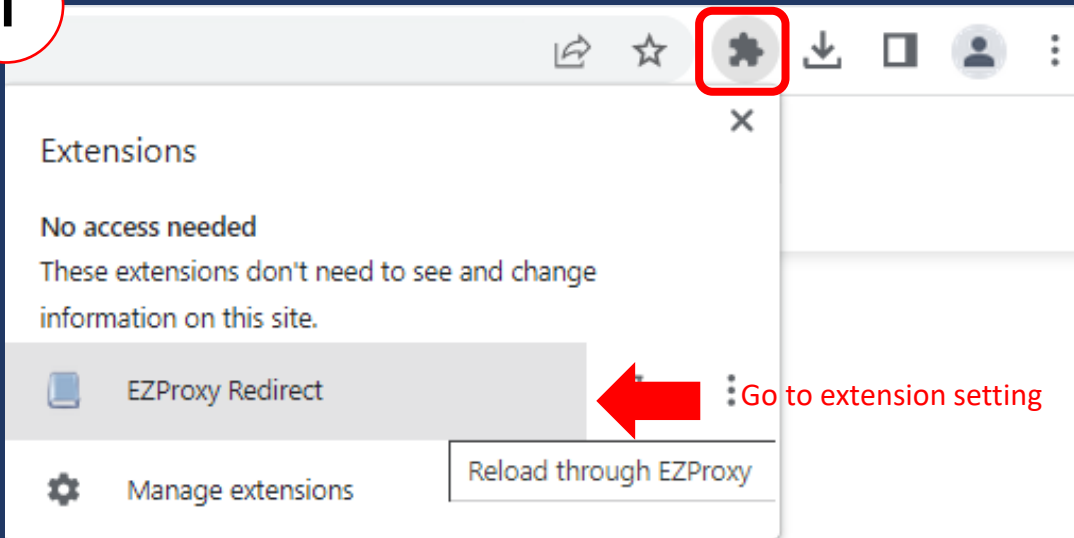 Extensions
No access needed
These extensions don't need to see and change
information on this site.
EZProxy Redirect
Go to extension setting
Reload through EZProxy
Manage extensions